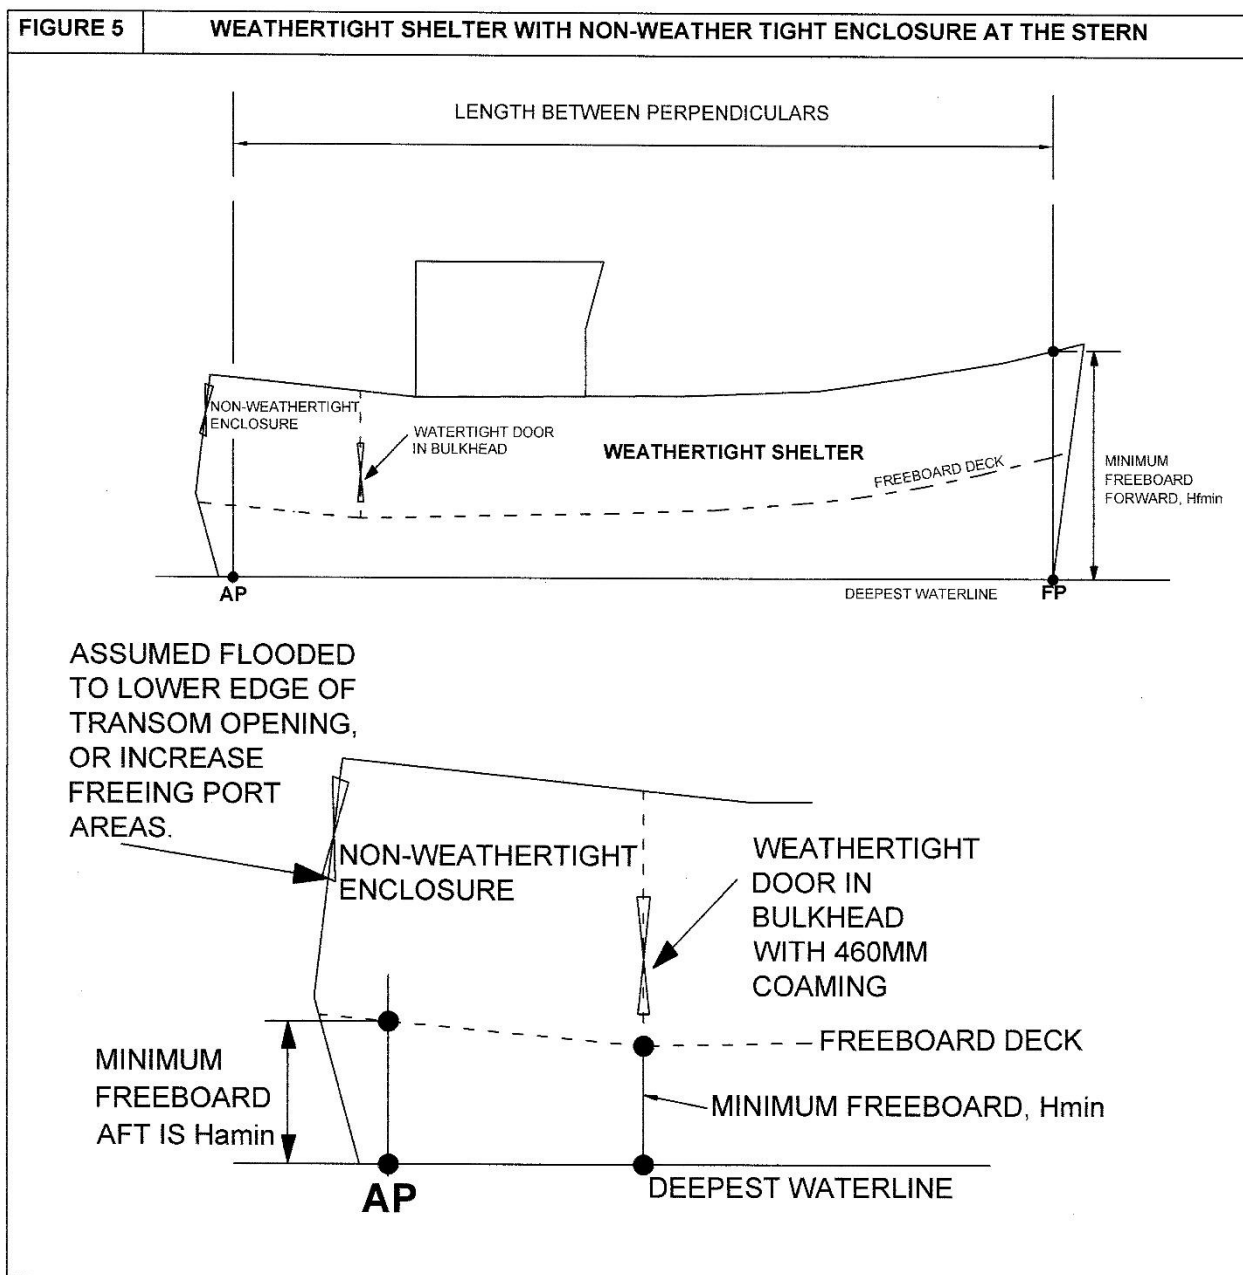 FIGURE 5
WEATHERTIGHT SHELTER WITH NON-WEATHER TIGHT ENCLOSURE AT THE STERN
LENGTH BETWEEN PERPENDICULARS
NON-WEATHERTIGHT
ENCLOSURE
WATERTIGHT DOOR
IN BULKHEAD
WEATHERTIGHT SHELTER
FREEBOARD DECK
MINIMUM
FREEBOARD
FORWARD, Hfmin
AP
DEEPEST WATERLINE
FP
ASSUMED FLOODED
TO LOWER EDGE OF
TRANSOM OPENING,
OR INCREASE
FREEING PORT
AREAS.
NON-WEATHERTIGHT
ENCLOSURE
WEATHERTIGHT
DOOR IN
BULKHEAD
WITH 460MM
COAMING
FREEBOARD DECK
MINIMUM
FREEBOARD
AFT IS Hamin
MINIMUM FREEBOARD, Hmin
AP
DEEPEST WATERLINE